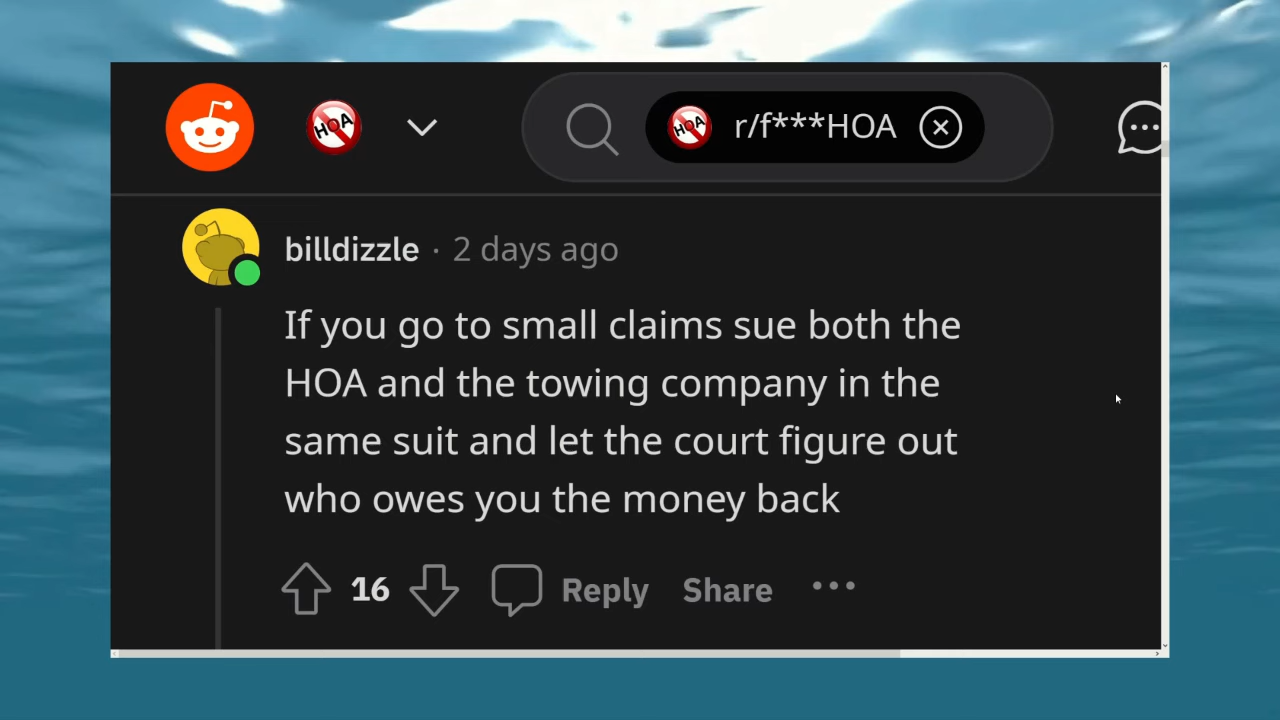 HOA
HOA r/f***HOA
billdizzle · 2 days ago
If you go to small claims sue both the
HOA and the towing company in the
same suit and let the court figure out
who owes you the money back
16 Reply Share